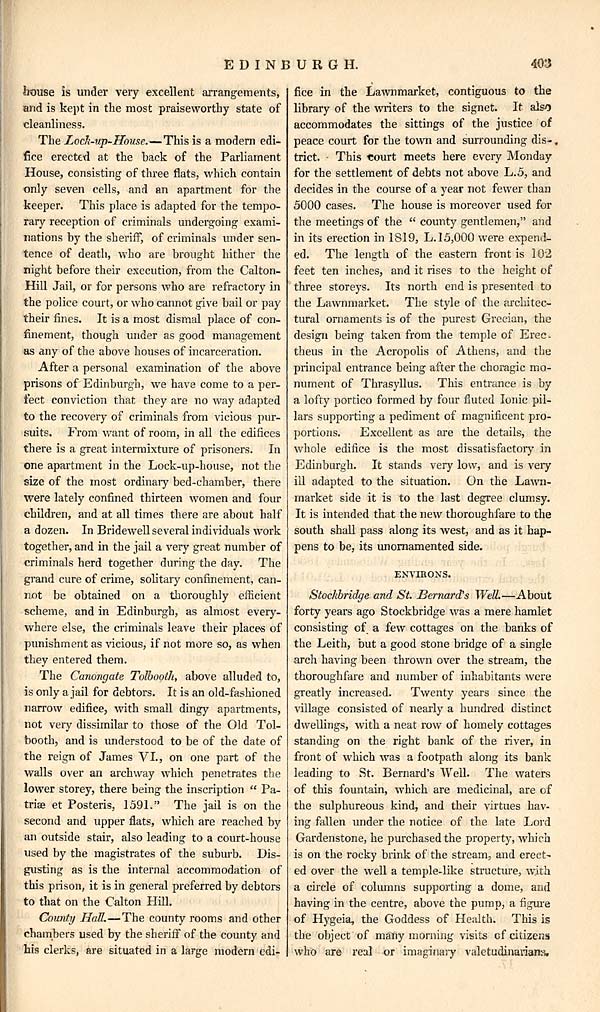 EDINBURGH. 403
house is under very excellent arrangements,
and is kept in the most praiseworthy state of
cleanliness.
The Lock-up-House.—This is a modern edi-
fice erected at the back of the Parliament
House, consisting of three flats, which contain
only seven cells, and an apartment for the
keeper. This place is adapted for the tempo-
rary reception of criminals undergoing exami-
nations by the sheriff, of criminals under sen-
tence of death, who are brought hither the
night before their execution, from the Calton-
Hill Jail, or for persons who are refractory in
the police court, or who cannot give bail or pay
their fines. It is a most dismal place of con-
finement, though under as good management
as any of the above houses of incarceration.
After a personal examination of the above
prisons of Edinburgh, we have come to a per-
fect conviction that they are no way adapted
to the recovery of criminals from vicious pur-
suits. From want of room, in all the edifices
there is a great intermixture of prisoners. In
one apartment in the Lock-up-house, not the
size of the most ordinary bed-chamber, there
were lately confined thirteen women and four
children, and at all times there are about half
a dozen. In Bridewell several individuals work
together, and in the jail a very great number of
criminals herd together during the day. The
grand cure of crime, solitary confinement, can-
not be obtained on a thoroughly efficient
scheme, and in Edinburgh, as almost every-
where else, the criminals leave their places of
punishment as vicious, if not more so, as when
they entered them.
The Canongate Tolbooth, above alluded to,
is only a jail for debtors. It is an old-fashioned
narrow edifice, with small dingy apartments,
not very dissimilar to those of the Old Tol-
booth, and is understood to be of the date of
the reign of James VI., on one part of the
walls over an archway which penetrates the
lower storey, there being the inscription “ Pa-
triæ et Posteris, 1591.” The jail is on the
second and upper flats, which are reached by
an outside stair, also leading to a court-house
used by the magistrates of the suburb. Dis-
gusting as is the internal accommodation of
this prison, it is in general preferred by debtors
to that on the Calton Hill.
County Hall.—The county rooms and other
chambers used by the sheriff of the county and
his clerks, are situated in a large modern edi-
fice in the Lawnmarket, contiguous to the
library of the writers to the signet. It also
accommodates the sittings of the justice of
peace court for the town and surrounding dis-
trict. This court meets here every Monday
for the settlement of debts not above L.5, and
decides in the course of a year not fewer than
5000 cases. The house is moreover used for
the meetings of the “ county gentlemen,” and
in its erection in 1819, L.15,000 were expend-
ed. The length of the eastern front is 102
feet ten inches, and it rises to the height of
three storeys. Its north end is presented to
the Lawnmarket. The style of the architec-
tural ornaments is of the purest Grecian, the
design being taken from the temple of Erec-
theus in the Acropolis of Athens, and the
principal entrance being after the choragic mo-
nument of Thrasyllus. This entrance is by
a lofty portico formed by four fluted Ionic pil-
lars supporting a pediment of magnificent pro-
portions. Excellent as are the details, the
whole edifice is the most dissatisfactory in
Edinburgh. It stands very low, and is very
ill adapted to the situation. On the Lawn-
market side it is to the last degree clumsy.
It is intended that the new thoroughfare to the
south shall pass along its west, and as it hap-
pens to be, its unornamented side.
ENVIRONS.
Stockbridge and St. Bernard's Well.—About
forty years ago Stockbridge was a mere hamlet
consisting of a few cottages on the banks of
the Leith, but a good stone bridge of a single
arch having been thrown over the stream, the
thoroughfare and number of inhabitants were
greatly increased. Twenty years since the
village consisted of nearly a hundred distinct
dwellings, with a neat row of homely cottages
standing on the right bank of the river, in
front of which was a footpath along its bank
leading to St. Bernard's Well. The waters
of this fountain, which are medicinal, are of
the sulphureous kind, and their virtues hav-
ing fallen under the notice of the late Lord
Gardenstone, he purchased the property, which
is on the rocky brink of the stream, and erect-
ed over the well a temple-like structure, with
a circle of columns supporting a dome, and
having in the centre, above the pump, a figure
of Hygeia, the Goddess of Health. This is
the object of many morning visits of citizens
who are real or imaginary valetudinarians.